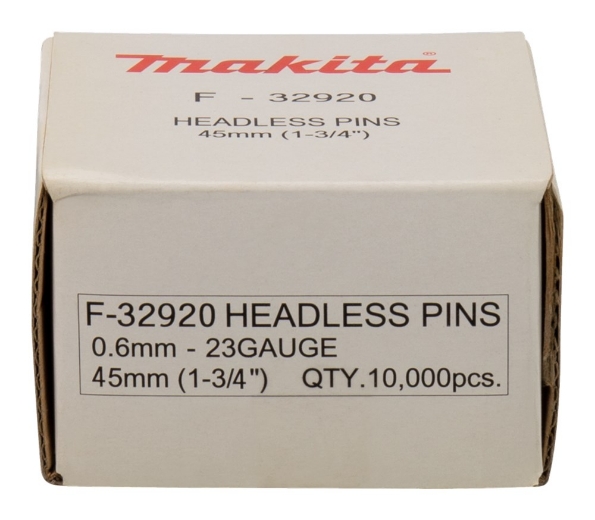 makita®
F - 32920
HEADLESS PINS
45mm (1-3/4")
F-32920 HEADLESS PINS
0.6mm - 23GAUGE
45mm (1-3/4") QTY.10,000pcs.